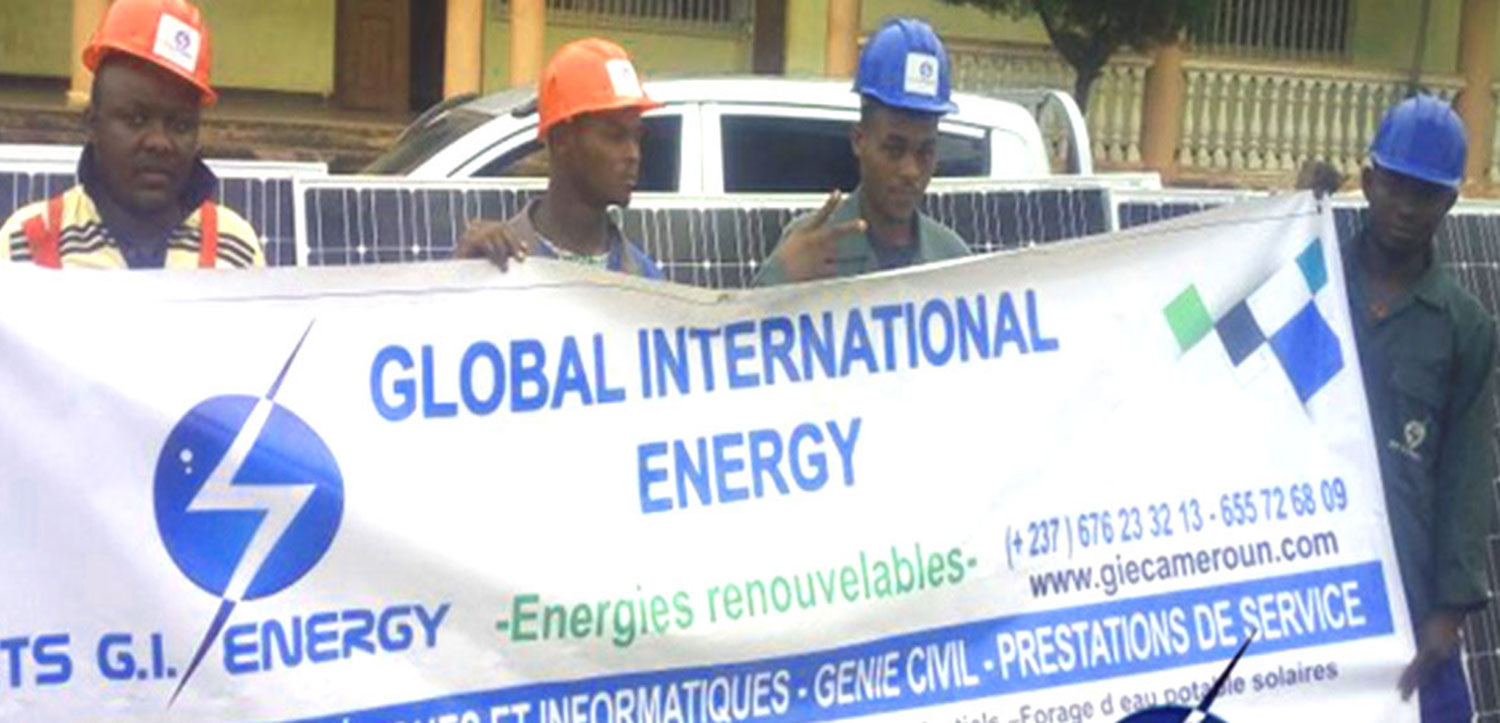 GLOBAL INTERNATIONAL
ENERGY
TS G.I. ENERGY
-Energies renouvelables-
(+ 237 ) 676 23 32 13 - 655 72 68 09
www.giecameroun.com
ET INFORMATIQUES - GENIE CIVIL - PRESTATIONS DE SERVICE
-Forage d eau potable solaires